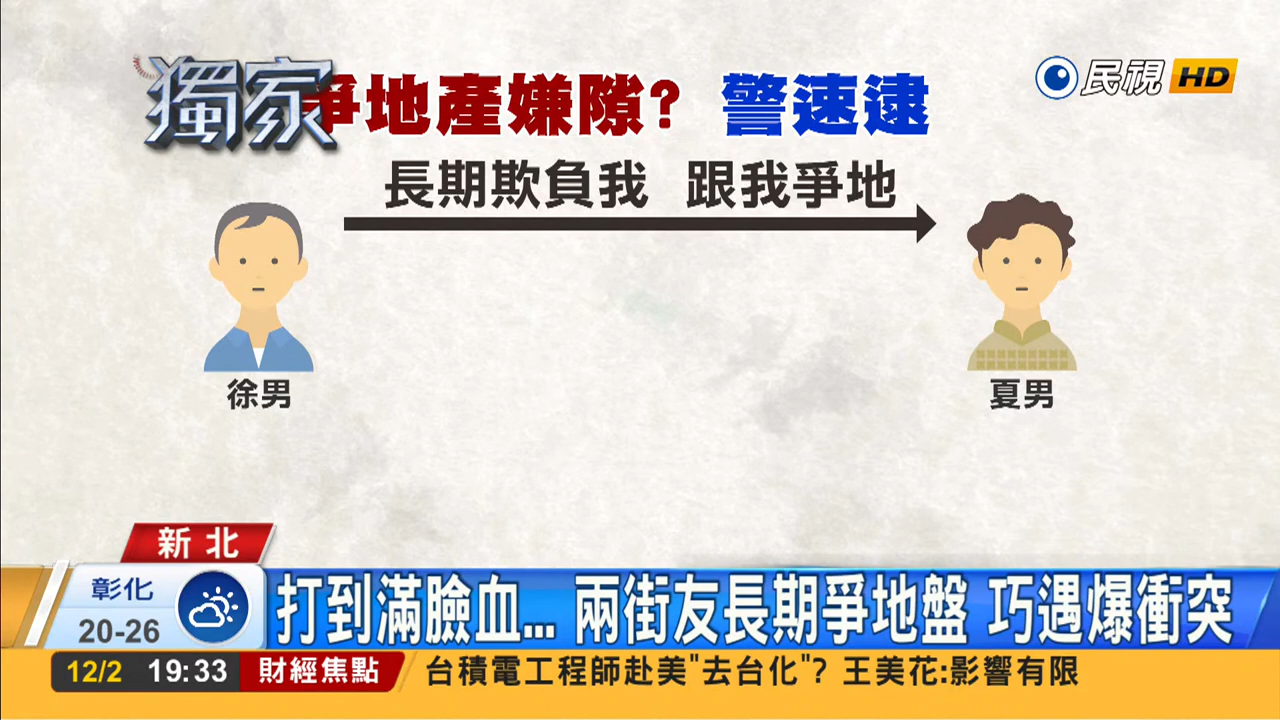 獨家
爭地產嫌隙? 警速逮
民視 HD
長期欺負我 跟我爭地
徐男
夏男
新北
彰化
20-26
打到滿臉血... 兩街友長期爭地盤 巧遇爆衝突
12/2 19:33 財經焦點 台積電工程師赴美"去台化"? 王美花:影響有限